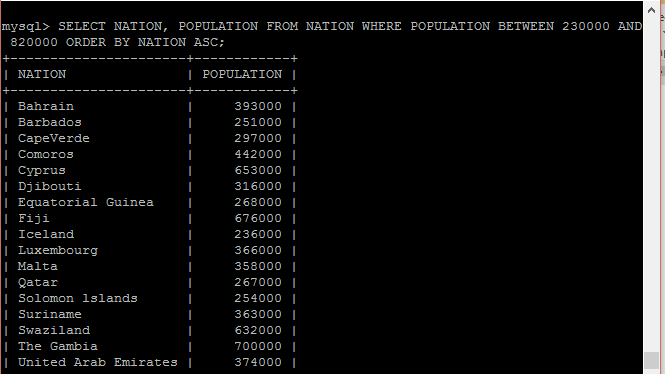 mysql> SELECT NATION, POPULATION FROM NATION WHERE POPULATION BETWEEN 230000 AND
 820000 ORDER BY NATION ASC;
+----------------------+------------+
| NATION               | POPULATION |
+----------------------+------------+
| Bahrain              |     393000 |
| Barbados             |     251000 |
| CapeVerde            |     297000 |
| Comoros              |     442000 |
| Cyprus               |     653000 |
| Djibouti             |     316000 |
| Equatorial Guinea    |     268000 |
| Fiji                 |     676000 |
| Iceland              |     236000 |
| Luxembourg           |     366000 |
| Malta                |     358000 |
| Qatar                |     267000 |
| Solomon lslands      |     254000 |
| Suriname             |     363000 |
| Swaziland            |     632000 |
| The Gambia           |     700000 |
| United Arab Emirates |     374000 |